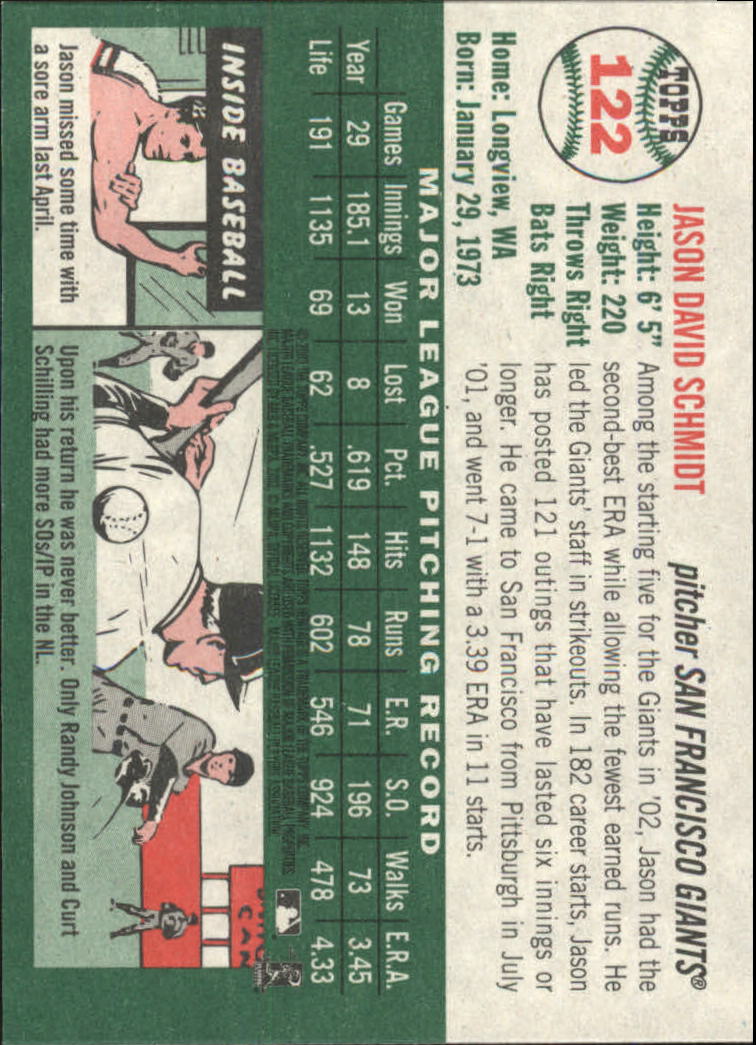 TOPPS
122
JASON DAVID SCHMIDT
pitcher SAN FRANCISCO GIANTS®
Height: 6' 5"
Weight: 220
Throws Right
Bats Right
Home: Longview, WA
Born: January 29, 1973
Among the starting five for the Giants in '02, Jason had the
second-best ERA while allowing the fewest earned runs. He
led the Giants' staff in strikeouts. In 182 career starts, Jason
has posted 121 outings that have lasted six innings or
longer. He came to San Francisco from Pittsburgh in July
'01, and went 7-1 with a 3.39 ERA in 11 starts.
MAJOR LEAGUE PITCHING RECORD
Games Innings Won Lost Pct. Hits Runs E.R. S.O. Walks E.R.A.
Year 29 185.1 13 8 .619 148 78 71 196 73 3.45
Life 191 1135 69 62 .527 1132 602 546 924 478 4.33
INSIDE BASEBALL
Jason missed some time with
a sore arm last April.
Upon his return he was never better. Only Randy Johnson and Curt
Schilling had more SOs/IP in the NL.